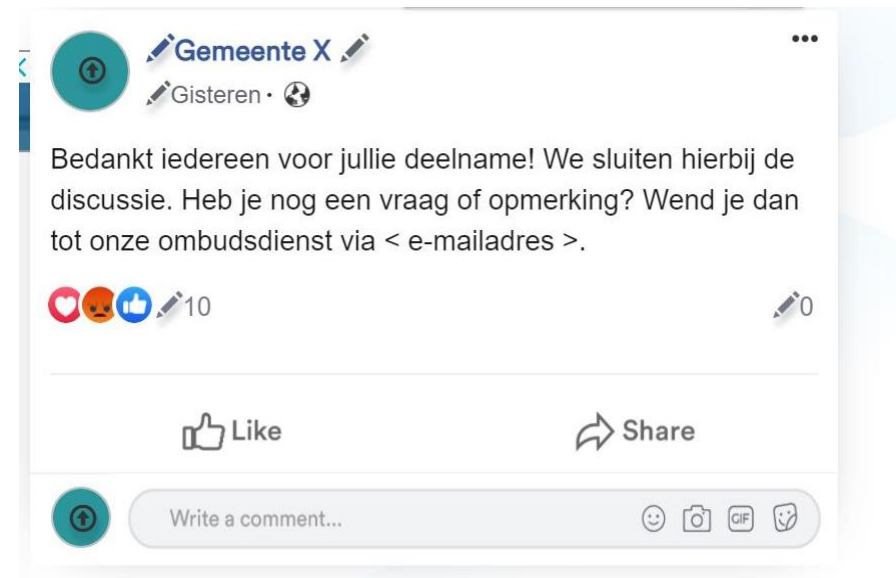 Gemeente X
Gisteren ·
Bedankt iedereen voor jullie deelname! We sluiten hierbij de
discussie. Heb je nog een vraag of opmerking? Wend je dan
tot onze ombudsdienst via < e-mailadres >.
10
0
Like
Share
Write a comment...
GIF